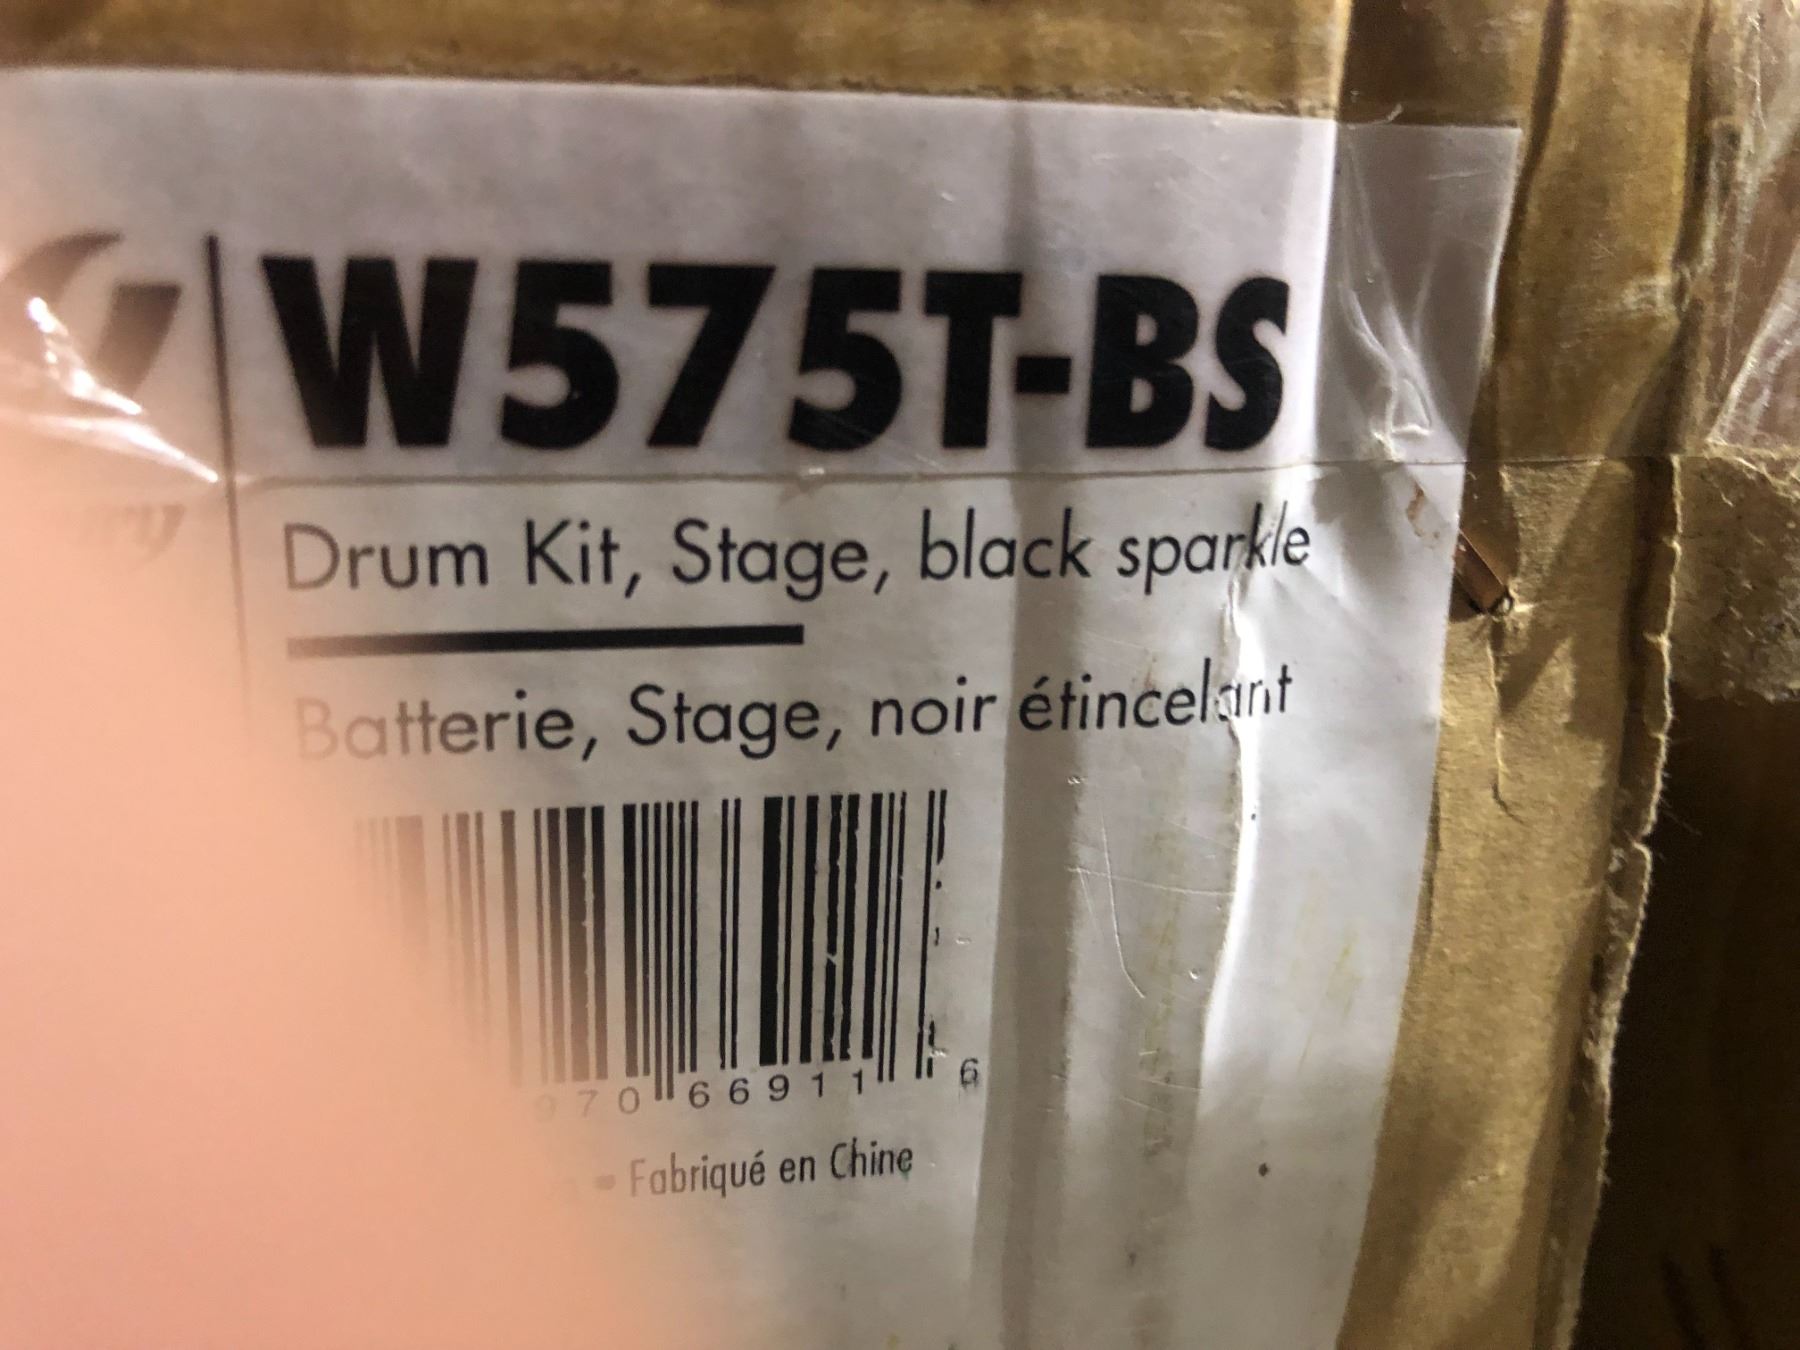 W575T-BS
Drum Kit, Stage, black sparkle
Batterie, Stage, noir étincelant
970 66911 6
- Fabriqué en Chine